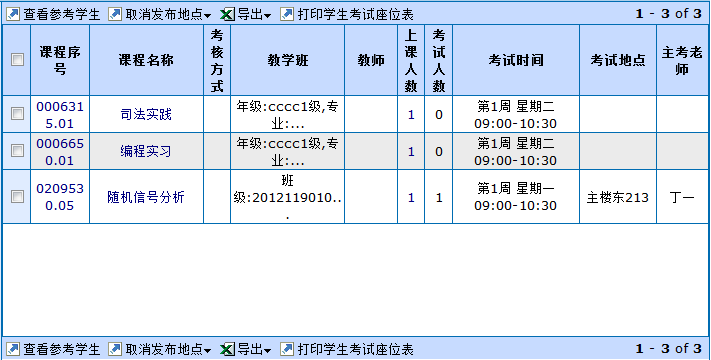 查看参考学生 取消发布地点 导出 打印学生考试座位表 1 - 3 of 3
课程序号 课程名称 考核方式 教学班 教师 上课人数 考试人数 考试时间 考试地点 主考老师
0006315.01 司法实践 年级:cccc1级,专业:... 1 0 第1周 星期二 09:00-10:30
0006650.01 编程实习 年级:cccc1级,专业:... 1 0 第1周 星期二 09:00-10:30
0209530.05 随机信号分析 班级:2012119010... 1 1 第1周 星期一 09:00-10:30 主楼东213 丁一
查看参考学生 取消发布地点 导出 打印学生考试座位表 1 - 3 of 3